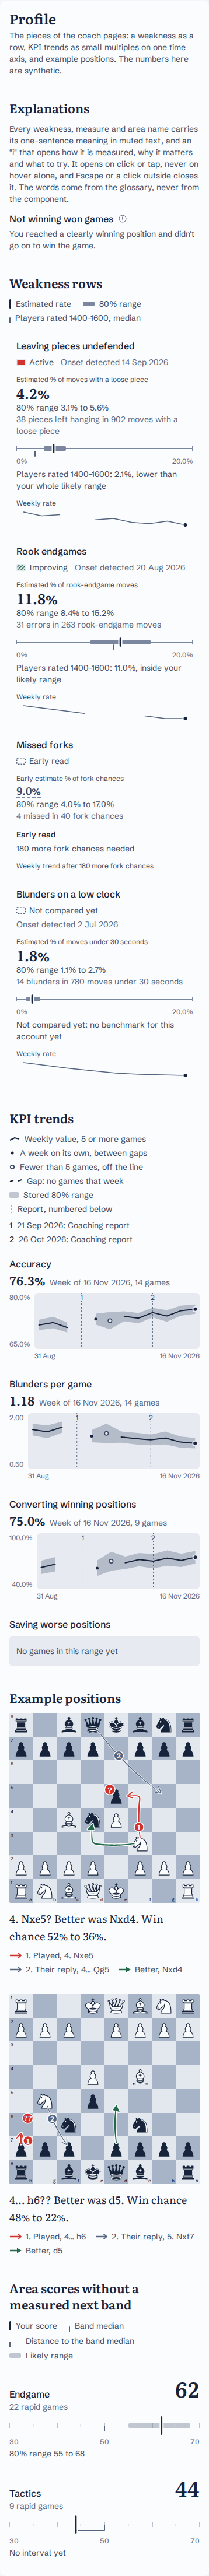 Profile
The pieces of the coach pages: a weakness as a
row, KPI trends as small multiples on one time
axis, and example positions. The numbers here
are synthetic.
Explanations
Every weakness, measure and area name carries
its one-sentence meaning in muted text, and an
"i" that opens how it is measured, why it matters
and what to try. It opens on click or tap, never on
hover alone, and Escape or a click outside closes
it. The words come from the glossary, never from
the component.
Not winning won games
You reached a clearly winning position and didn't
go on to win the game.
Weakness rows
Estimated rate
80% range
Players rated 1400-1600, median
Leaving pieces undefended
Active Onset detected 14 Sep 2026
Estimated % of moves with a loose piece
4.2%
80% range 3.1% to 5.6%
38 pieces left hanging in 902 moves with a
loose piece
0% 20.0%
Players rated 1400-1600: 2.1%, lower than
your whole likely range
Weekly rate
Rook endgames
Improving Onset detected 20 Aug 2026
Estimated % of rook-endgame moves
11.8%
80% range 8.4% to 15.2%
31 errors in 263 rook-endgame moves
0% 20.0%
Players rated 1400-1600: 11.0%, inside your
likely range
Weekly rate
Missed forks
Early read
Early estimate % of fork chances
9.0%
80% range 4.0% to 17.0%
4 missed in 40 fork chances
Early read
180 more fork chances needed
Weekly trend after 180 more fork chances
Blunders on a low clock
Not compared yet
Onset detected 2 Jul 2026
Estimated % of moves under 30 seconds
1.8%
80% range 1.1% to 2.7%
14 blunders in 780 moves under 30 seconds
0% 20.0%
Not compared yet: no benchmark for this
account yet
Weekly rate
KPI trends
Weekly value, 5 or more games
A week on its own, between gaps
Fewer than 5 games, off the line
Gap: no games that week
Stored 80% range
Report, numbered below
1 21 Sep 2026: Coaching report
2 26 Oct 2026: Coaching report
Accuracy
76.3% Week of 16 Nov 2026, 14 games
80.0% 1 2
65.0%
31 Aug 16 Nov 2026
Blunders per game
1.18 Week of 16 Nov 2026, 14 games
2.00 1 2
0.50
31 Aug 16 Nov 2026
Converting winning positions
75.0% Week of 16 Nov 2026, 9 games
100.0% 1 2
40.0%
31 Aug 16 Nov 2026
Saving worse positions
No games in this range yet
Example positions
4. Nxe5? Better was Nxd4. Win
chance 52% to 36%.
1. Played, 4. Nxe5
2. Their reply, 4... Qg5 Better, Nxd4
4... h6?? Better was d5. Win chance
48% to 22%.
1. Played, 4... h6 2. Their reply, 5. Nxf7
Better, d5
Area scores without a
measured next band
Your score Band median
Distance to the band median
Likely range
Endgame 62
22 rapid games
30 50 70
80% range 55 to 68
Tactics 44
9 rapid games
30 50 70
No interval yet